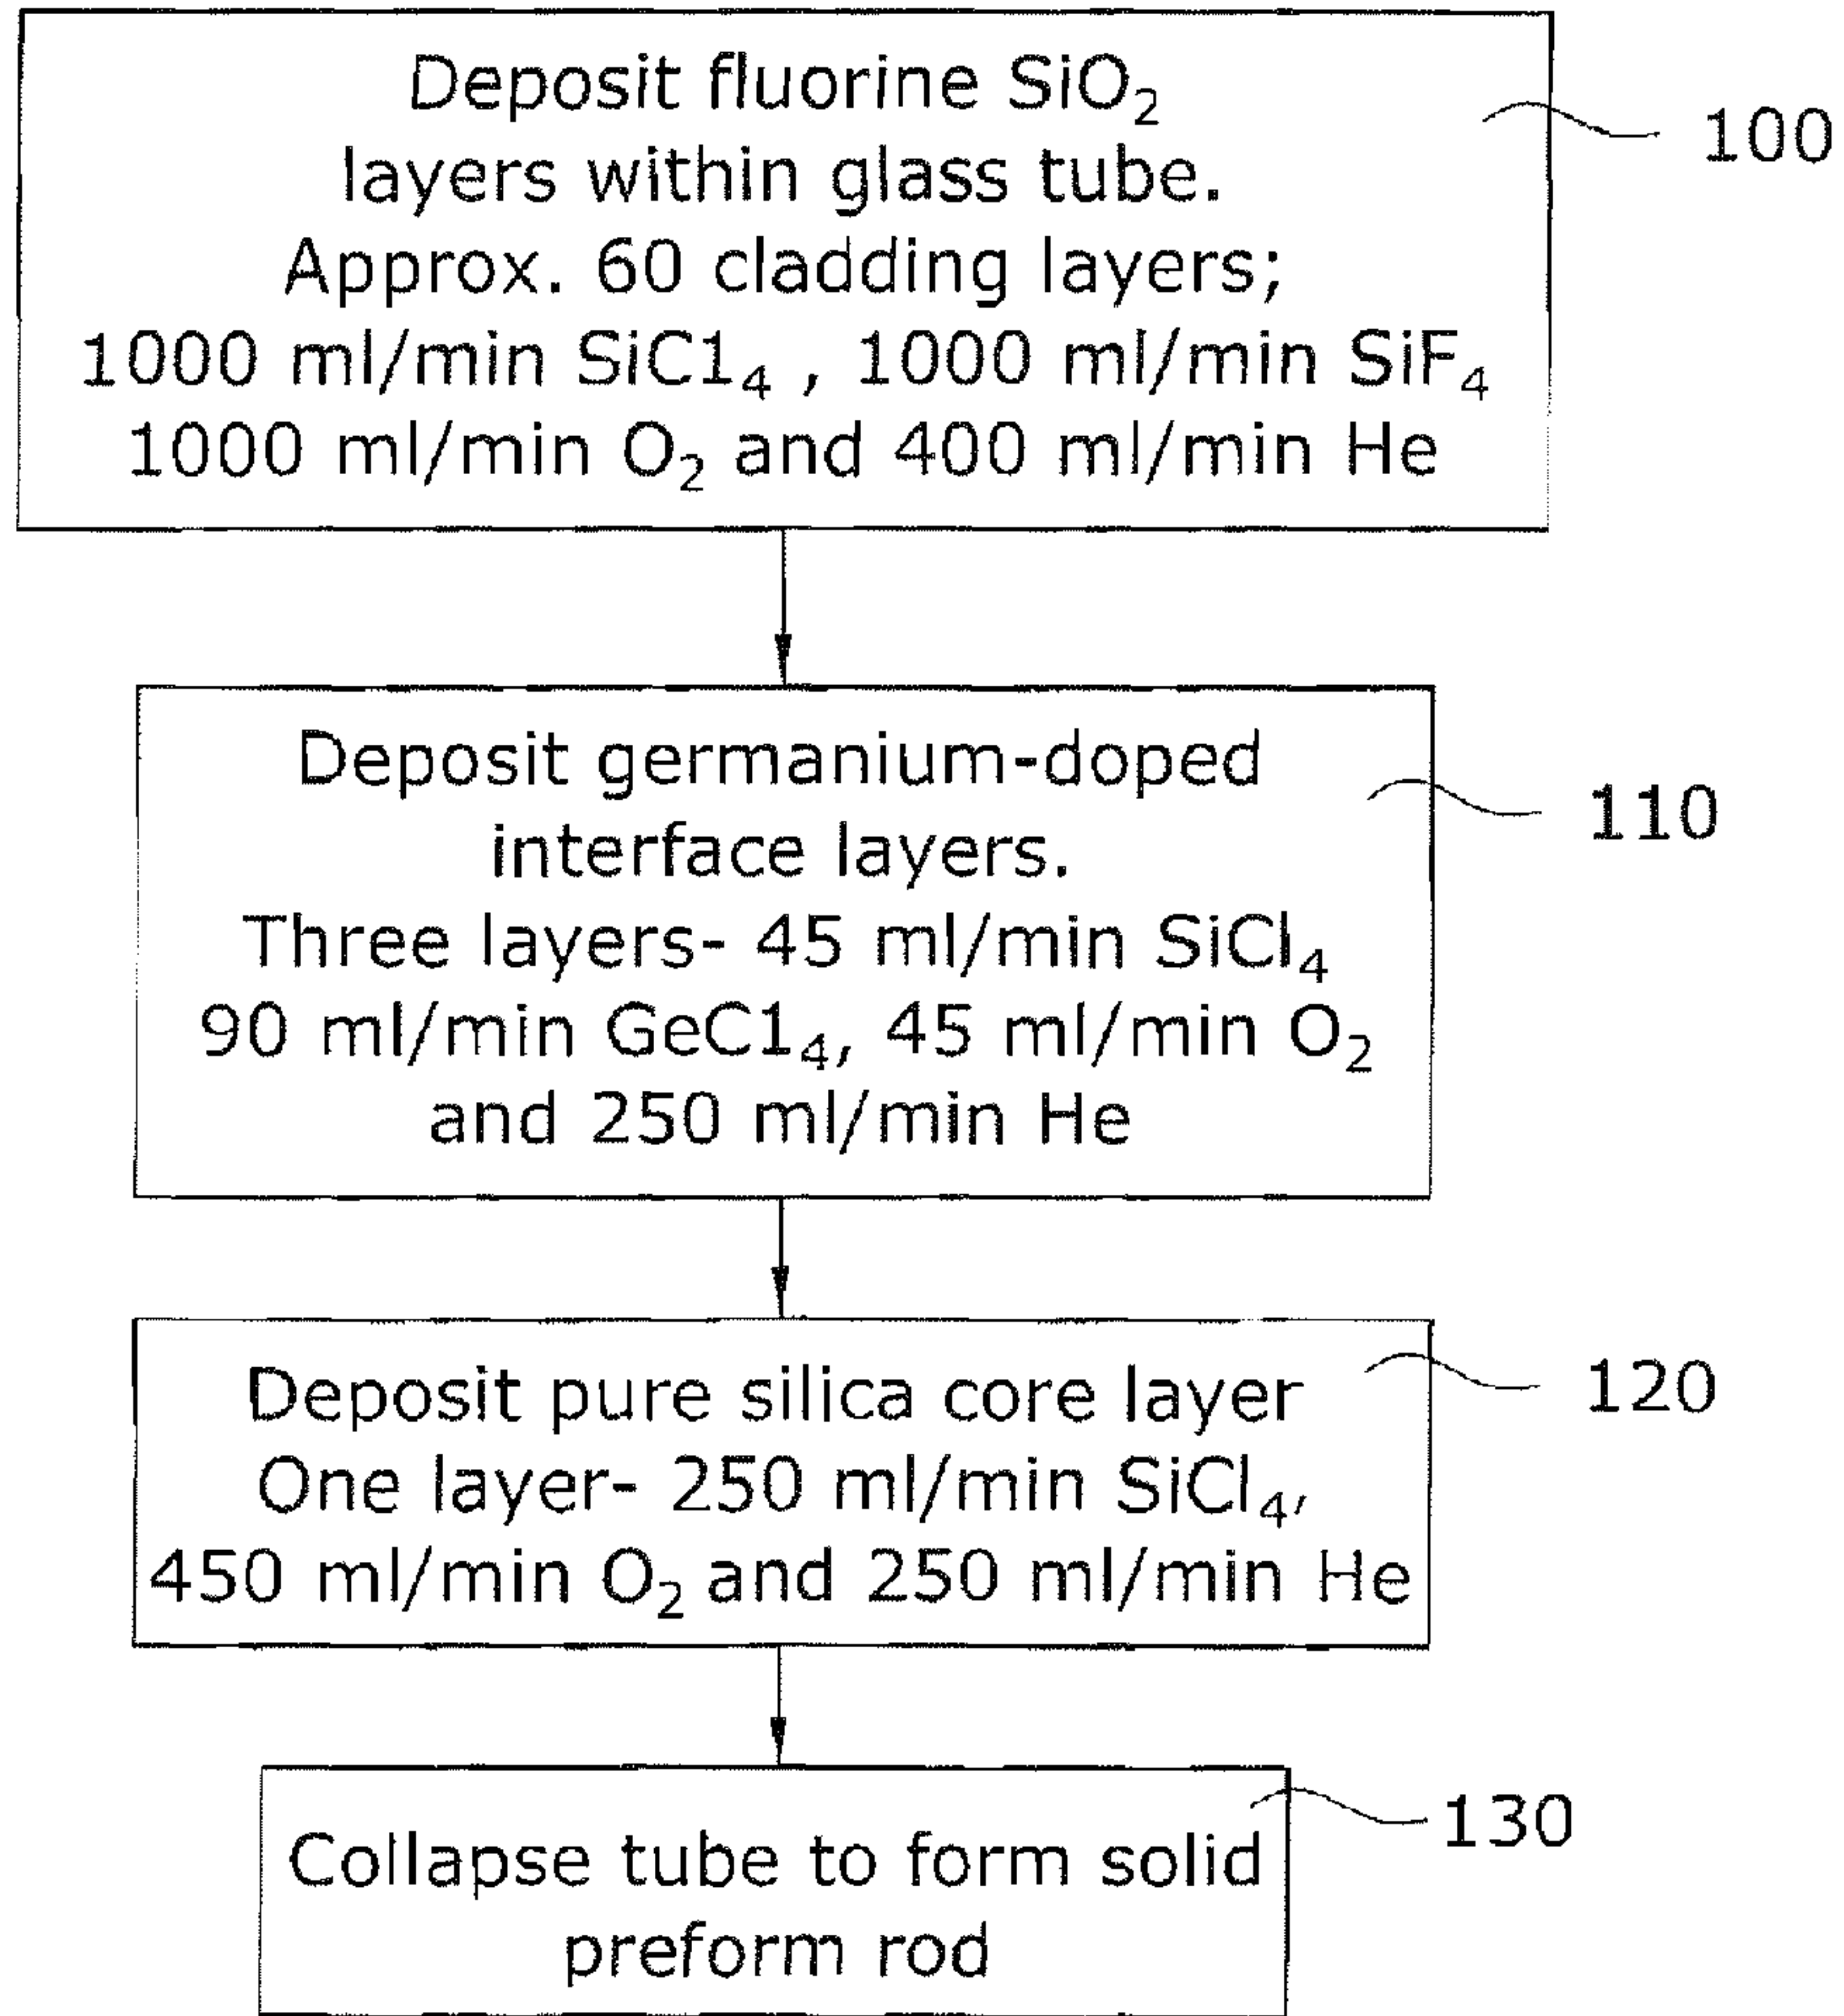 Deposit fluorine SiO₂
layers within glass tube.
Approx. 60 cladding layers;
1000 ml/min SiC1₄ , 1000 ml/min SiF₄
1000 ml/min O₂ and 400 ml/min He
100
Deposit germanium-doped
interface layers.
Three layers- 45 ml/min SiCl₄
90 ml/min GeC1₄, 45 ml/min O₂
and 250 ml/min He
110
Deposit pure silica core layer
One layer- 250 ml/min SiCl₄,
450 ml/min O₂ and 250 ml/min He
120
Collapse tube to form solid
preform rod
130